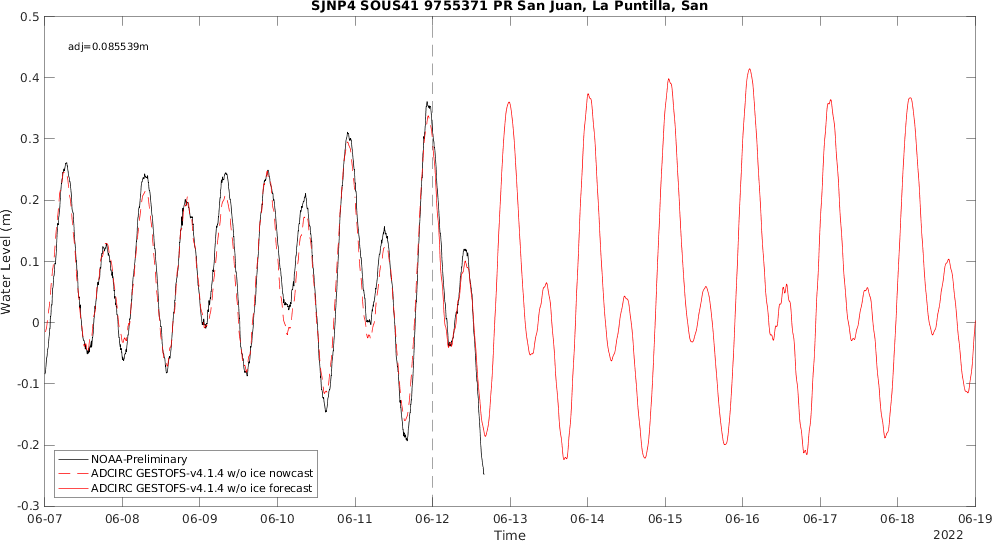 SJNP4 SOUS41 9755371 PR San Juan, La Puntilla, San
adj=0.085539m
0.5
0.4
0.3
0.2
0.1
0
-0.1
-0.2
-0.3
Water Level (m)
NOAA-Preliminary
ADCIRC GESTOFS-v4.1.4 w/o ice nowcast
ADCIRC GESTOFS-v4.1.4 w/o ice forecast
06-07 06-08 06-09 06-10 06-11 06-12 06-13 06-14 06-15 06-16 06-17 06-18 06-19
Time
2022